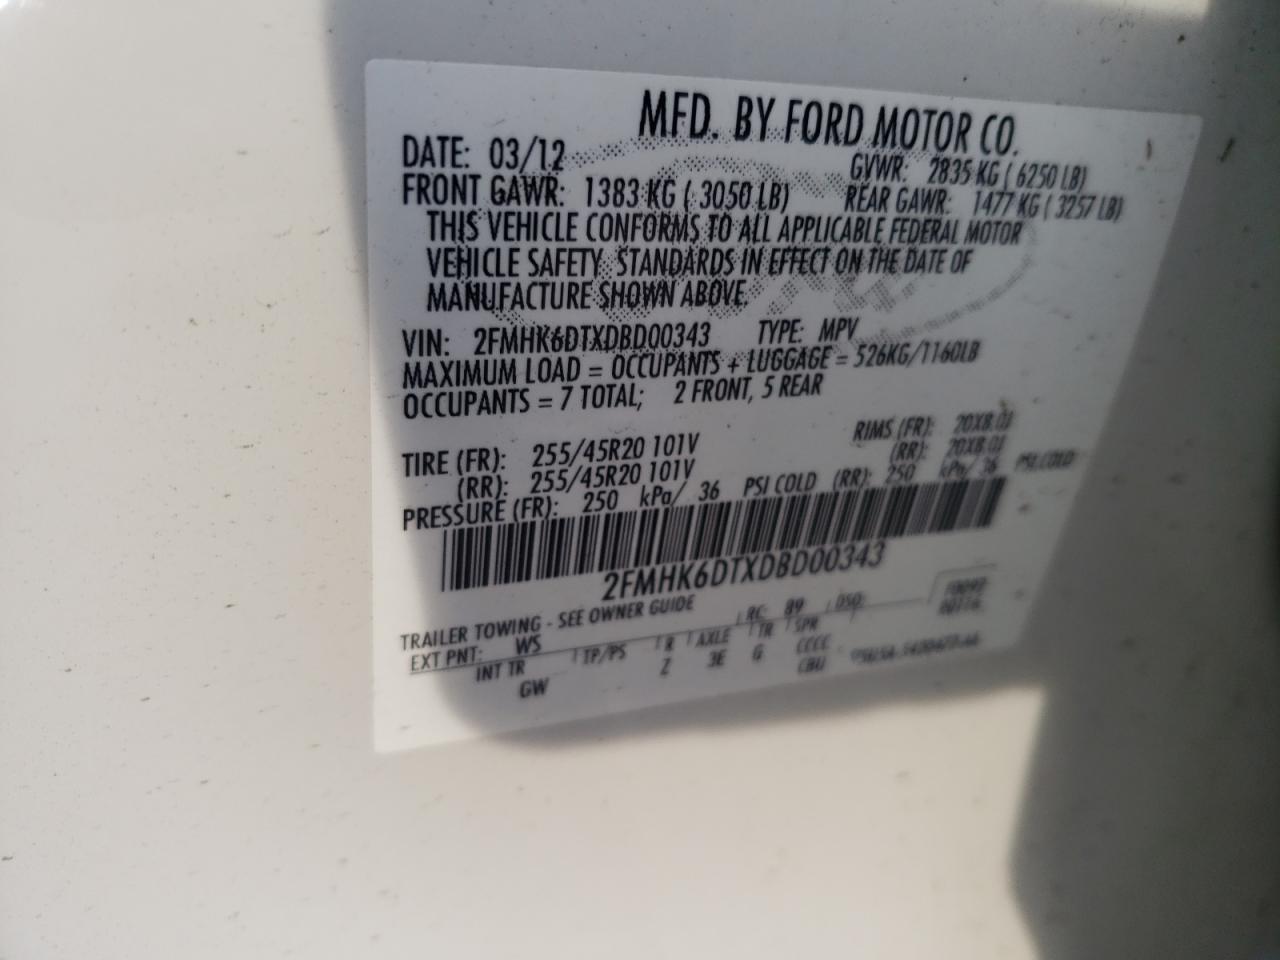 MFD. BY FORD MOTOR CO.
DATE: 03/12 GVWR: 2835 KG ( 6250 LB)
FRONT GAWR: 1383 KG ( 3050 LB) REAR GAWR: 1477 KG ( 3257 LB)
THIS VEHICLE CONFORMS TO ALL APPLICABLE FEDERAL MOTOR
VEHICLE SAFETY STANDARDS IN EFFECT ON THE DATE OF
MANUFACTURE SHOWN ABOVE.
VIN: 2FMHK6DTXDBD00343 TYPE: MPV
MAXIMUM LOAD = OCCUPANTS + LUGGAGE = 526KG/1160LB
OCCUPANTS = 7 TOTAL; 2 FRONT, 5 REAR
TIRE (FR): 255/45R20 101V RIMS (FR): 20X8.0J
(RR): 255/45R20 101V (RR): 20X8.0J
PRESSURE (FR): 250 kPa/ 36 PSI COLD (RR): 250 kPa/ 36 PSI COLD
2FMHK6DTXDBD00343
TRAILER TOWING - SEE OWNER GUIDE
EXT PNT: WS RC: 89 DSO:
INT TR TP/PS R AXLE TR SPR
GW Z 3E G CCCC
CBU